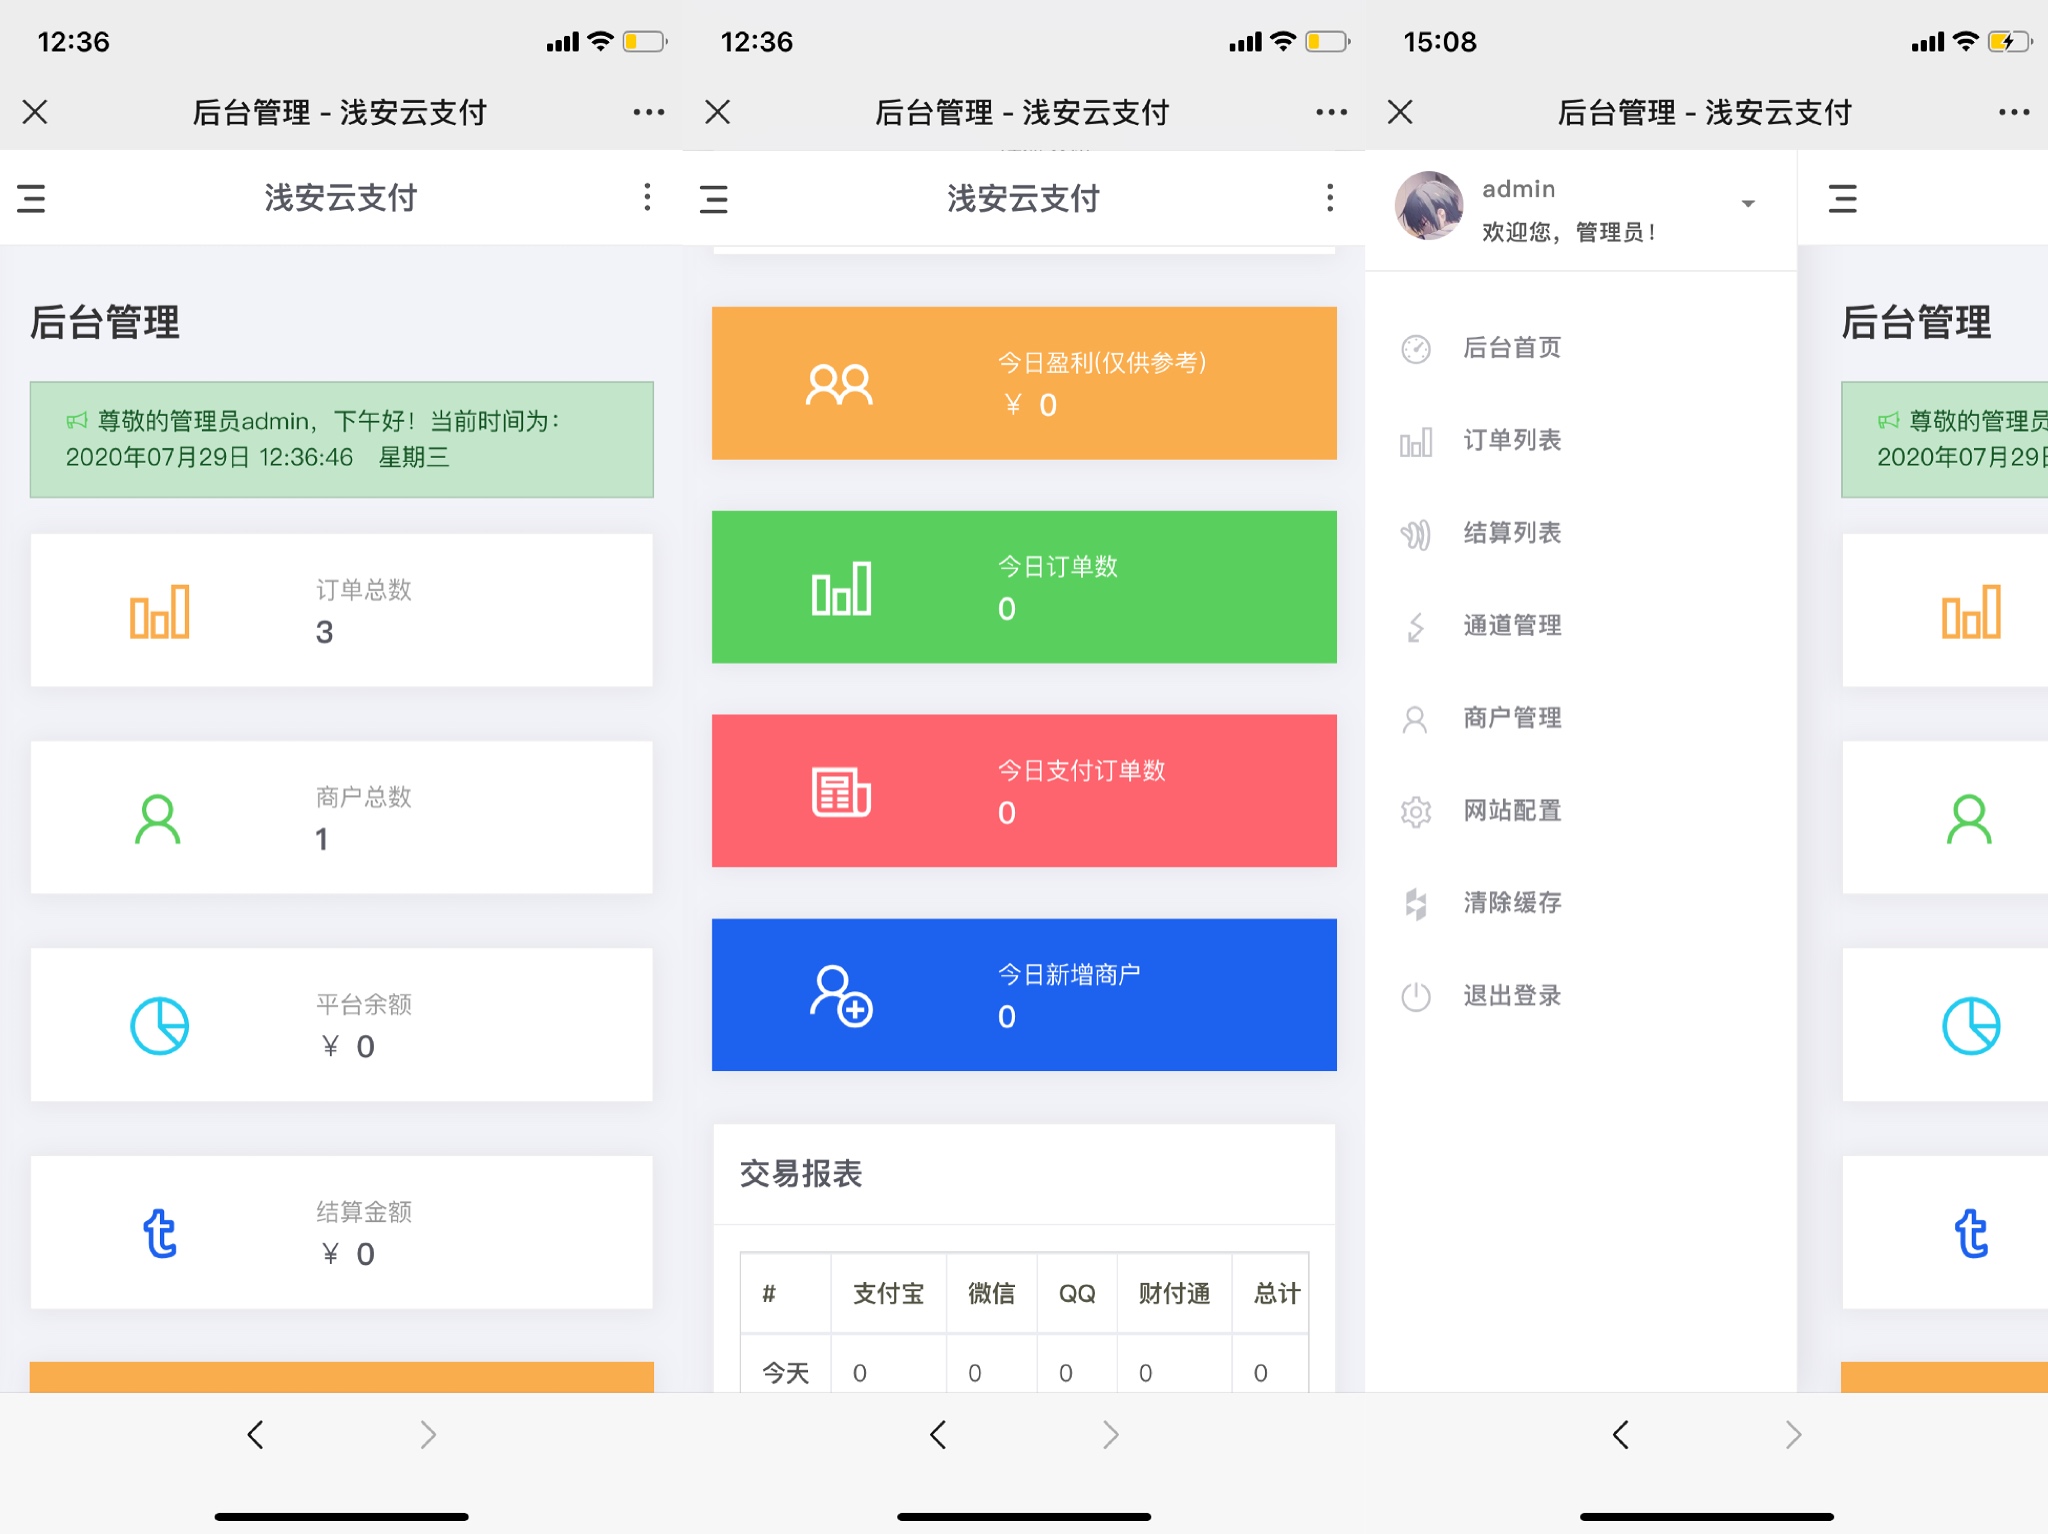 12:36
后台管理 - 浅安云支付
浅安云支付
后台管理
尊敬的管理员admin，下午好！当前时间为：
2020年07月29日 12:36:46 星期三
订单总数
3
商户总数
1
平台余额
￥ 0
结算金额
￥ 0
12:36
后台管理 - 浅安云支付
浅安云支付
今日盈利(仅供参考)
￥ 0
今日订单数
0
今日支付订单数
0
今日新增商户
0
交易报表
# 支付宝 微信 QQ 财付通 总计
今天 0 0 0 0 0
15:08
后台管理 - 浅安云支付
admin
欢迎您，管理员！
后台首页
订单列表
结算列表
通道管理
商户管理
网站配置
清除缓存
退出登录
后台管理
尊敬的管理员
2020年07月29日